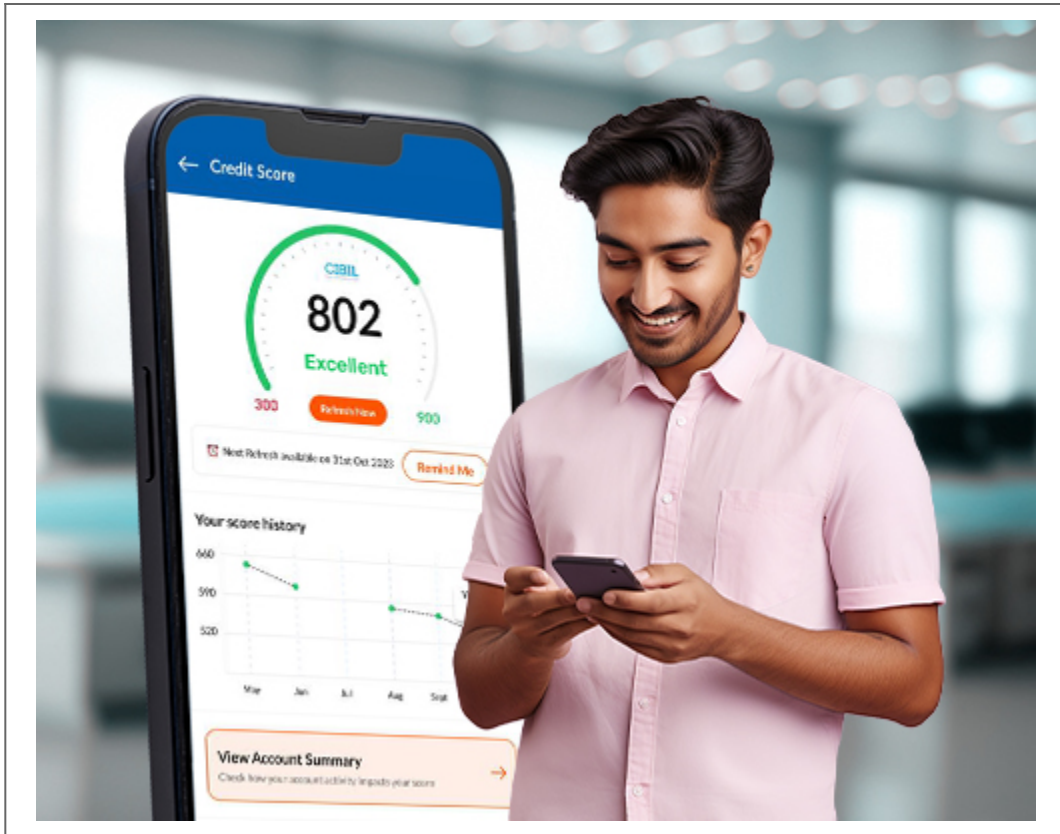 Credit Score
CIBIL
802
Excellent
300
Refresh Now
900
Next Refresh available on 31st Oct 2023
Remind Me
Your score history
660
590
520
May
Jun
Jul
Aug
Sept
View Account Summary
Check how your account activity impacts your score